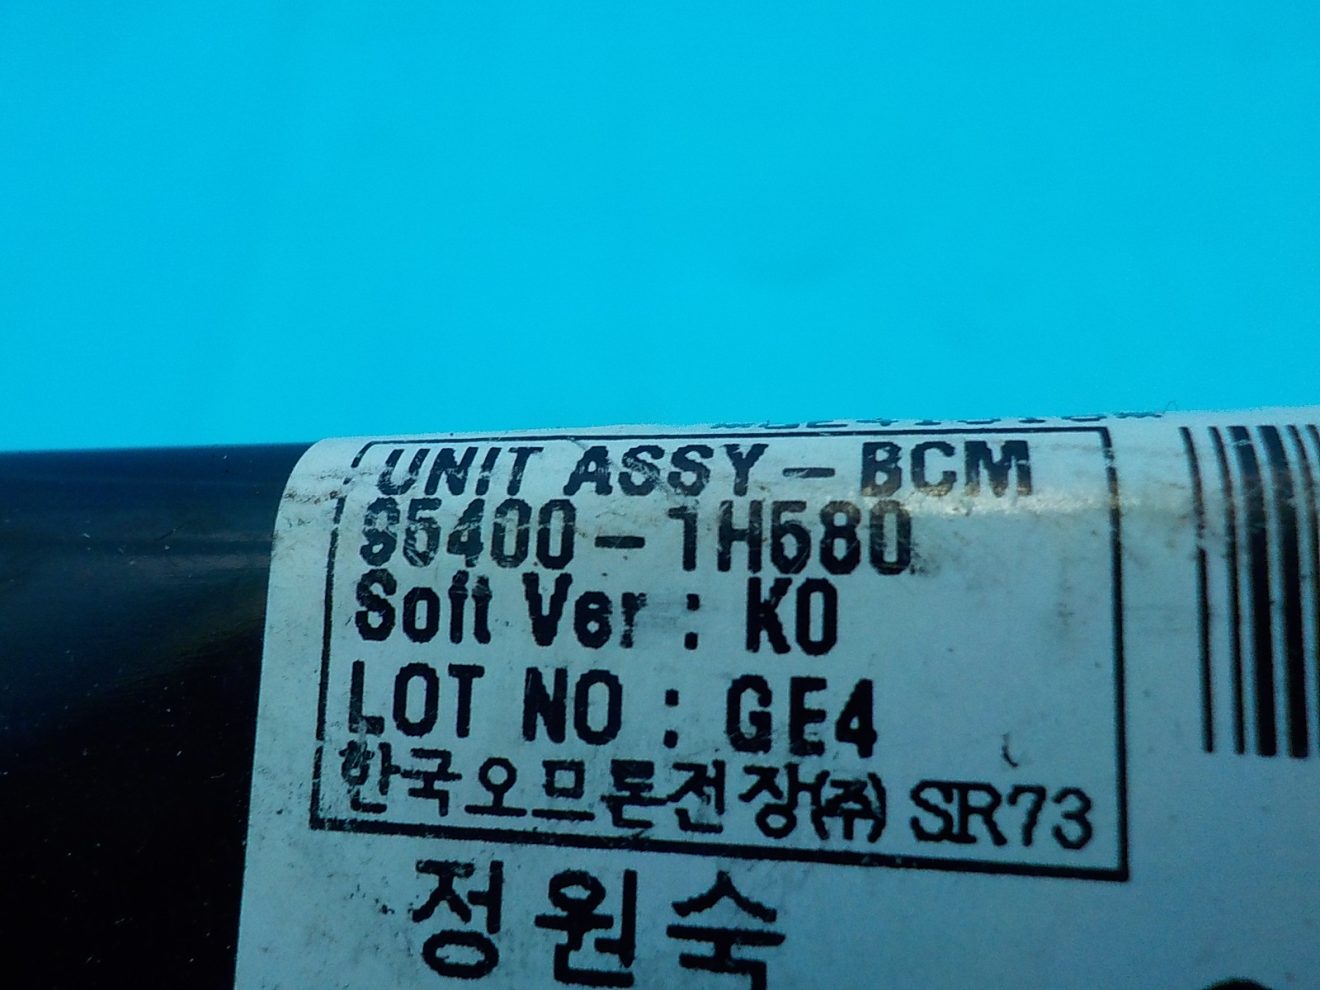 UNIT ASSY-BCM
95400-1H580
Soft Ver : K0
LOT NO : GE4
한국오므론전장(주) SR73
정원숙